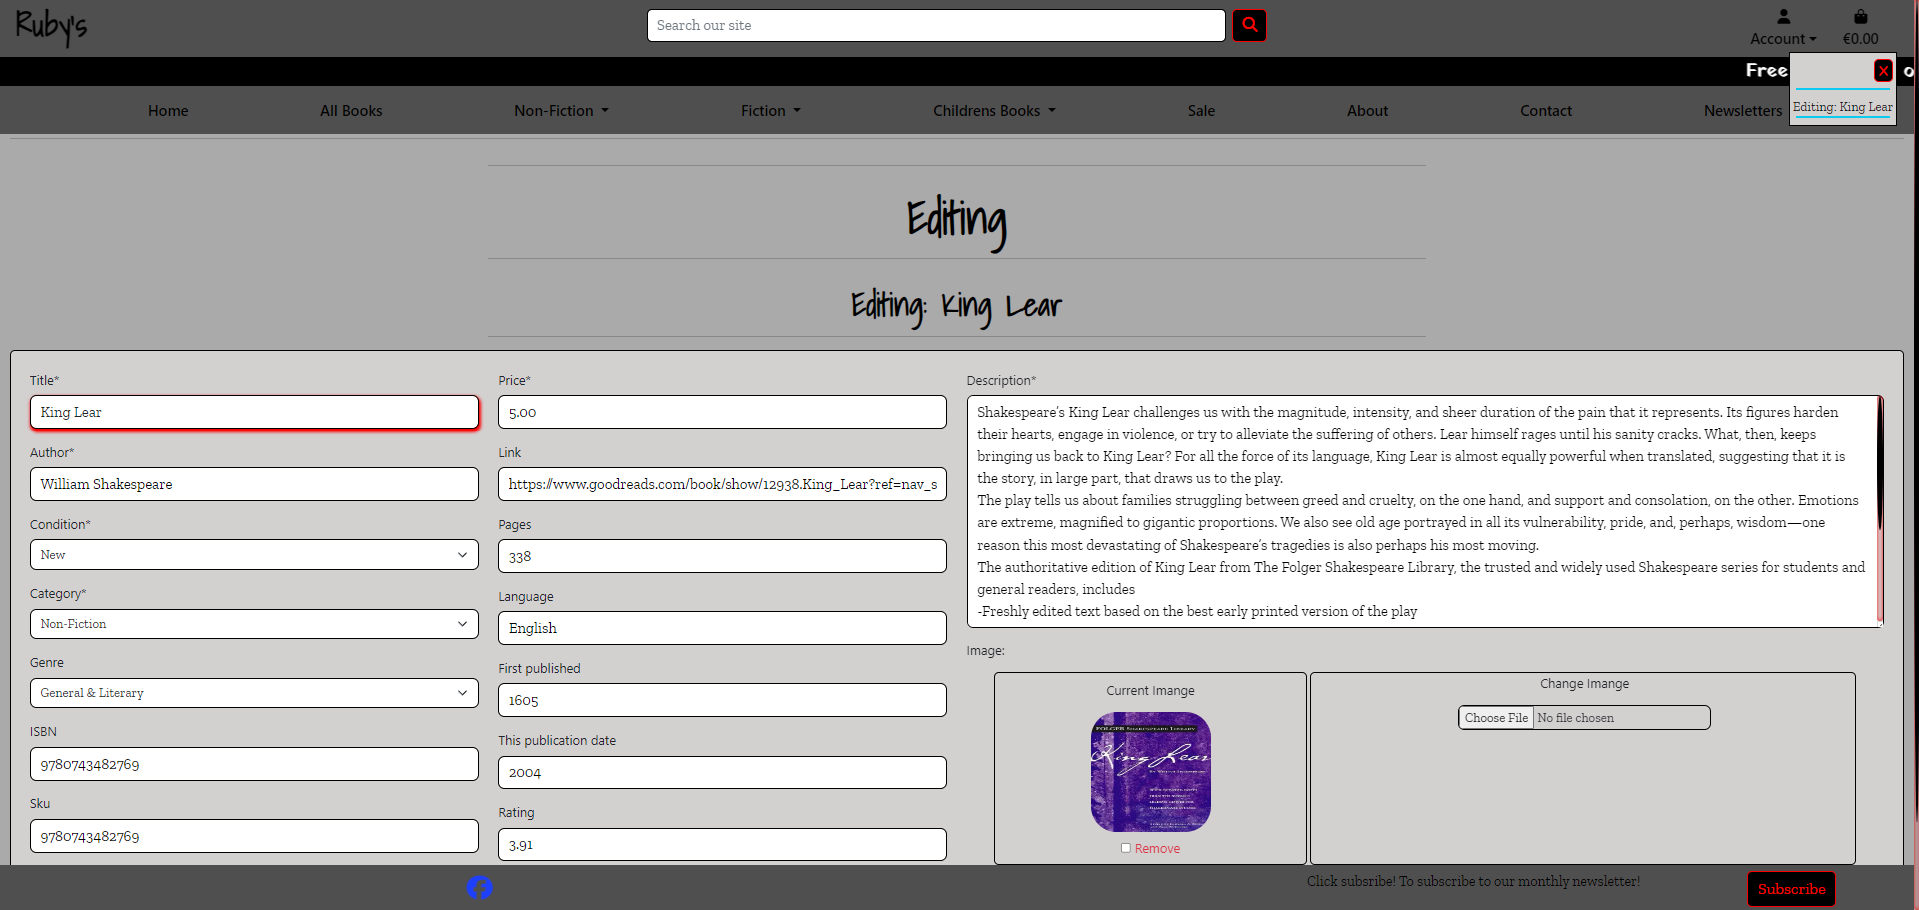 Ruby's
Search our site
Account
€0.00
Free
o
X
Editing: King Lear
Home
All Books
Non-Fiction
Fiction
Childrens Books
Sale
About
Contact
Newsletters
Editing
Editing: King Lear
Title*
King Lear
Author*
William Shakespeare
Condition*
New
Category*
Non-Fiction
Genre
General & Literary
ISBN
9780743482769
Sku
9780743482769
Price*
5.00
Link
https://www.goodreads.com/book/show/12938.King_Lear?ref=nav_s
Pages
338
Language
English
First published
1605
This publication date
2004
Rating
3.91
Description*
Shakespeare's King Lear challenges us with the magnitude, intensity, and sheer duration of the pain that it represents. Its figures harden
their hearts, engage in violence, or try to alleviate the suffering of others. Lear himself rages until his sanity cracks. What, then, keeps
bringing us back to King Lear? For all the force of its language, King Lear is almost equally powerful when translated, suggesting that it is
the story, in large part, that draws us to the play.
The play tells us about families struggling between greed and cruelty, on the one hand, and support and consolation, on the other. Emotions
are extreme, magnified to gigantic proportions. We also see old age portrayed in all its vulnerability, pride, and, perhaps, wisdom—one
reason this most devastating of Shakespeare's tragedies is also perhaps his most moving.
The authoritative edition of King Lear from The Folger Shakespeare Library, the trusted and widely used Shakespeare series for students and
general readers, includes
-Freshly edited text based on the best early printed version of the play
Image:
Current Imange
FOLGER SHAKESPEARE LIBRARY
King Lear
Remove
Change Imange
Choose File
No file chosen
Click subsribe! To subscribe to our monthly newsletter!
Subscribe